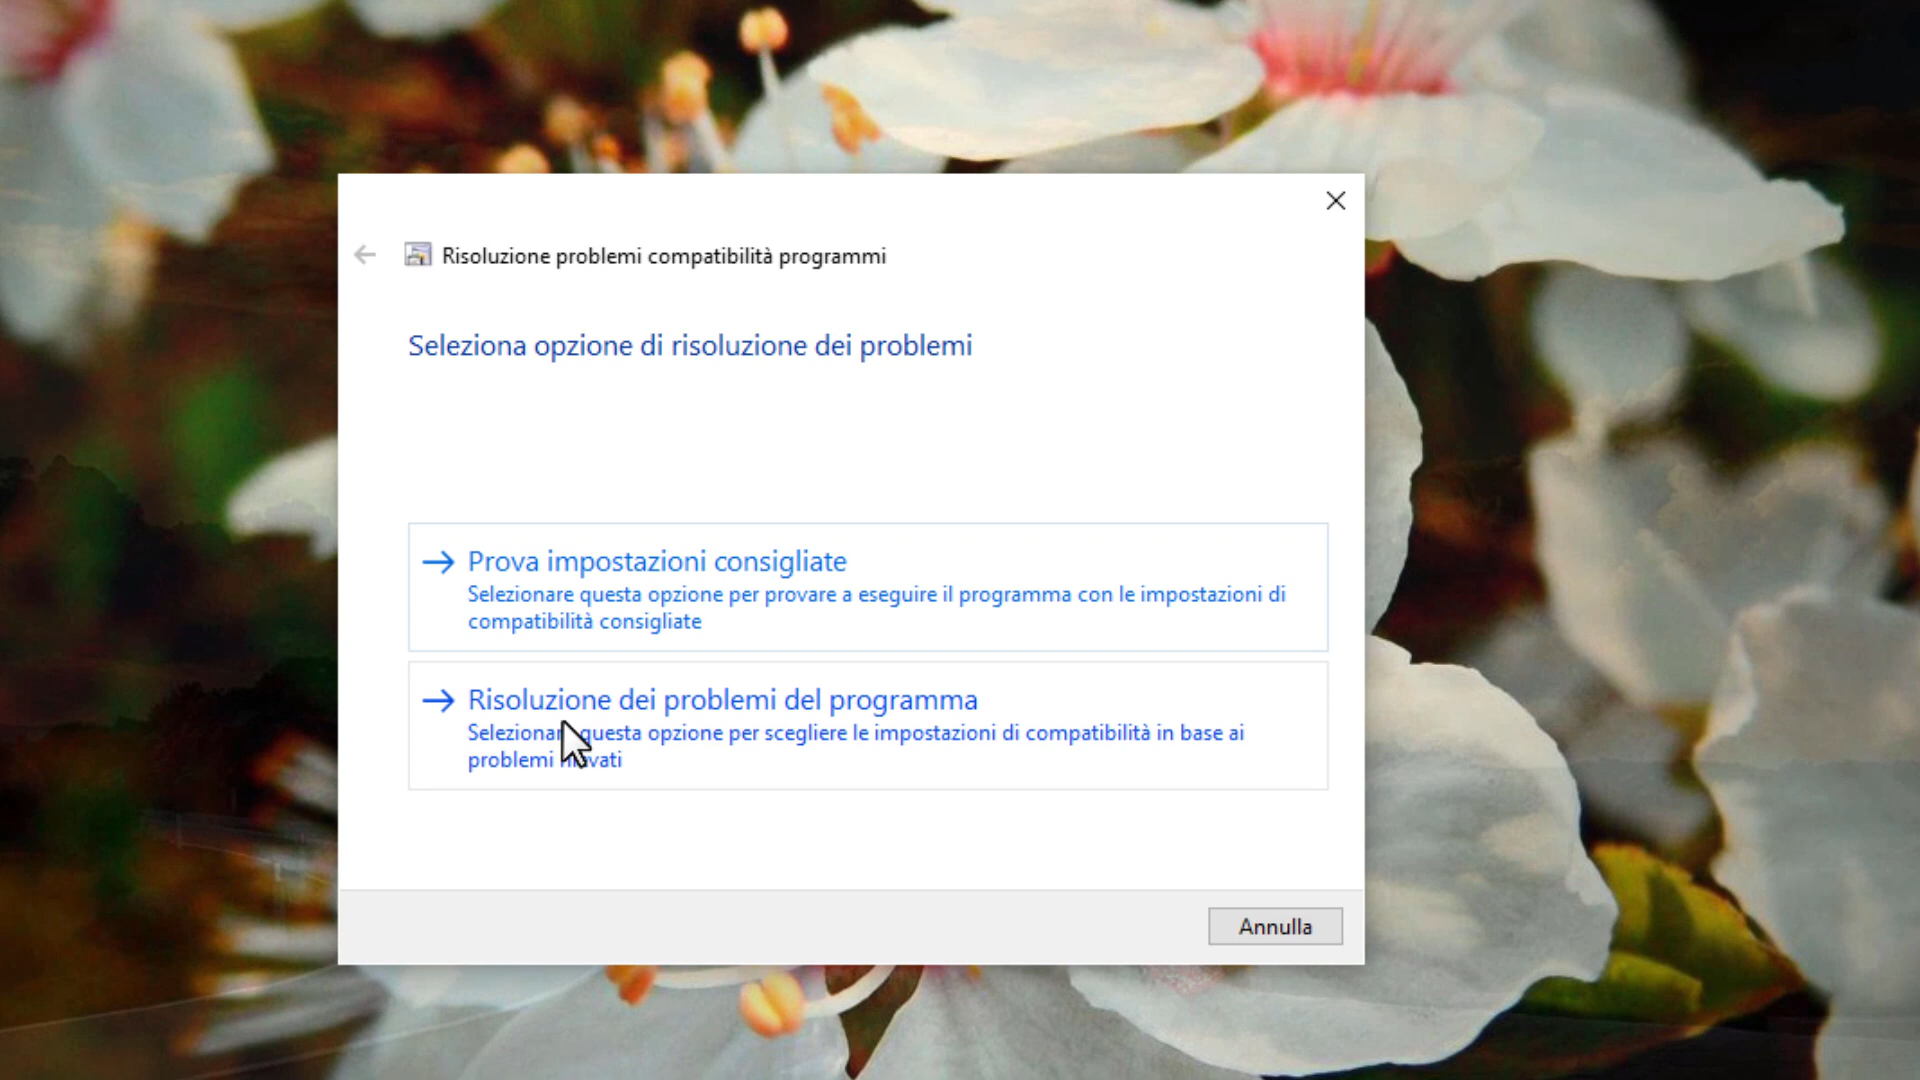 Risoluzione problemi compatibilità programmi
Seleziona opzione di risoluzione dei problemi
Prova impostazioni consigliate
Selezionare questa opzione per provare a eseguire il programma con le impostazioni di
compatibilità consigliate
Risoluzione dei problemi del programma
Selezionare questa opzione per scegliere le impostazioni di compatibilità in base ai
problemi rilevati
Annulla